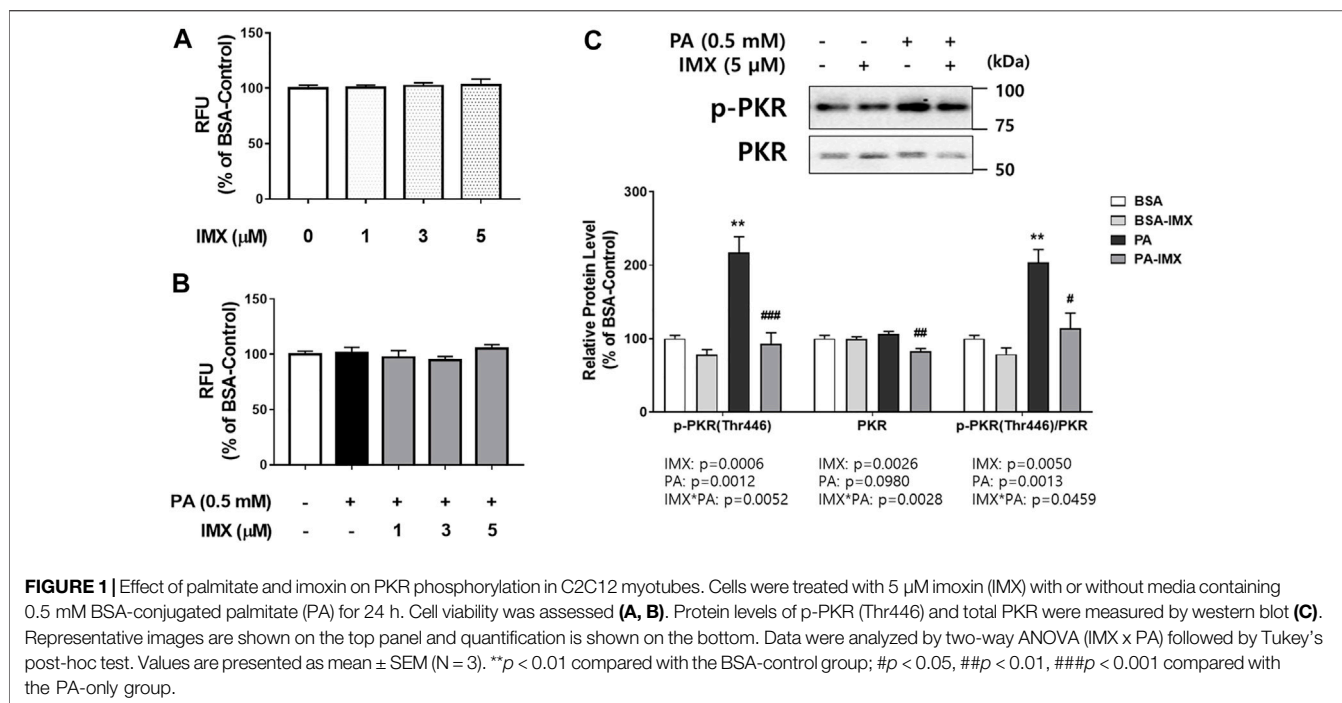 A
RFU
(% of BSA-Control)
150
100
50
0
IMX (μM) 0 1 3 5
B
RFU
(% of BSA-Control)
150
100
50
0
PA (0.5 mM) - + + + +
IMX (μM) - - 1 3 5
C
PA (0.5 mM) - - + +
IMX (5 μM) - + - + (kDa)
p-PKR
100
75
PKR
50
Relative Protein Level
(% of BSA-Control)
300
200
100
0
** ### ## ** #
BSA
BSA-IMX
PA
PA-IMX
p-PKR(Thr446) PKR p-PKR(Thr446)/PKR
IMX: p=0.0006 IMX: p=0.0026 IMX: p=0.0050
PA: p=0.0012 PA: p=0.0980 PA: p=0.0013
IMX*PA: p=0.0052 IMX*PA: p=0.0028 IMX*PA: p=0.0459
FIGURE 1 | Effect of palmitate and imoxin on PKR phosphorylation in C2C12 myotubes. Cells were treated with 5 μM imoxin (IMX) with or without media containing
0.5 mM BSA-conjugated palmitate (PA) for 24 h. Cell viability was assessed (A, B). Protein levels of p-PKR (Thr446) and total PKR were measured by western blot (C).
Representative images are shown on the top panel and quantification is shown on the bottom. Data were analyzed by two-way ANOVA (IMX x PA) followed by Tukey's
post-hoc test. Values are presented as mean ± SEM (N = 3). **p < 0.01 compared with the BSA-control group; #p < 0.05, ##p < 0.01, ###p < 0.001 compared with
the PA-only group.